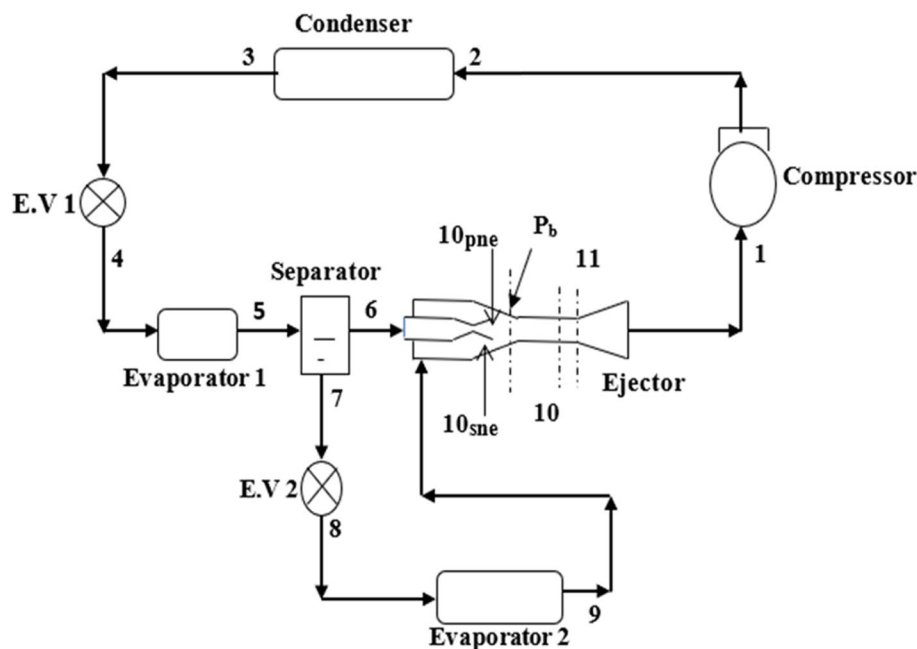 Condenser
3
2
E.V 1
Compressor
4
10pne
Pb
11
1
Separator
5
6
Evaporator 1
7
10sne
10
Ejector
E.V 2
8
9
Evaporator 2